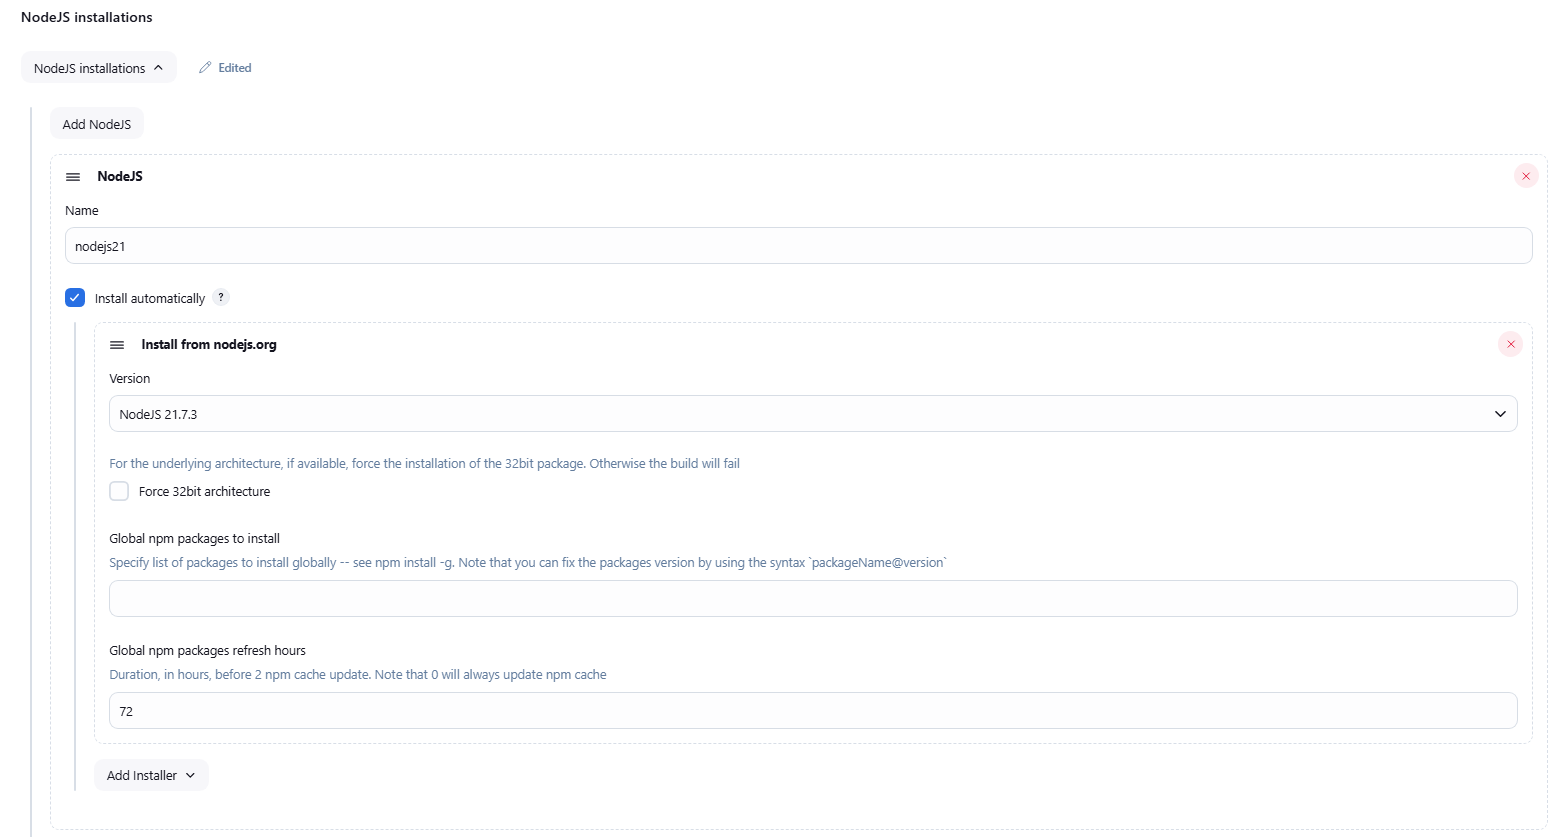 NodeJS installations
NodeJS installations
Edited
Add NodeJS
NodeJS
Name
nodejs21
Install automatically ?
Install from nodejs.org
Version
NodeJS 21.7.3
For the underlying architecture, if available, force the installation of the 32bit package. Otherwise the build will fail
Force 32bit architecture
Global npm packages to install
Specify list of packages to install globally -- see npm install -g. Note that you can fix the packages version by using the syntax `packageName@version`
Global npm packages refresh hours
Duration, in hours, before 2 npm cache update. Note that 0 will always update npm cache
72
Add Installer